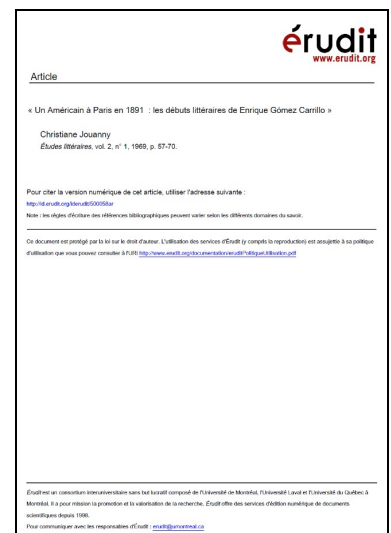 érudit
www.erudit.org
Article
« Un Américain à Paris en 1891 : les débuts littéraires de Enrique Gómez Carrillo »
Christiane Jouanny
Études littéraires, vol. 2, n° 1, 1969, p. 57-70.
Pour citer la version numérique de cet article, utiliser l'adresse suivante :
http://id.erudit.org/iderudit/500058ar
Note : les règles d'écriture des références bibliographiques peuvent varier selon les différents domaines du savoir.
Ce document est protégé par la loi sur le droit d'auteur. L'utilisation des services d'Érudit (y compris la reproduction) est assujettie à sa politique
d'utilisation que vous pouvez consulter à l'URI http://www.erudit.org/documentation/eruditPolitiqueUtilisation.pdf
Érudit est un consortium interuniversitaire sans but lucratif composé de l'Université de Montréal, l'Université Laval et l'Université du Québec à
Montréal. Il a pour mission la promotion et la valorisation de la recherche. Érudit offre des services d'édition numérique de documents
scientifiques depuis 1998.
Pour communiquer avec les responsables d'Érudit : erudit@umontreal.ca